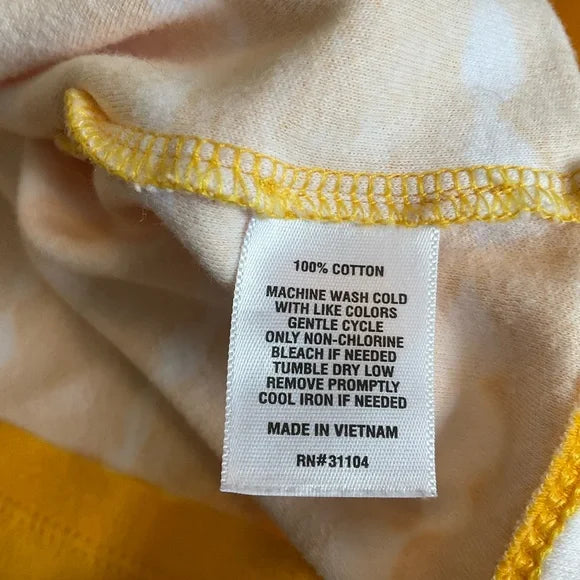 100% COTTON
MACHINE WASH COLD
WITH LIKE COLORS
GENTLE CYCLE
ONLY NON-CHLORINE
BLEACH IF NEEDED
TUMBLE DRY LOW
REMOVE PROMPTLY
COOL IRON IF NEEDED
MADE IN VIETNAM
RN#31104